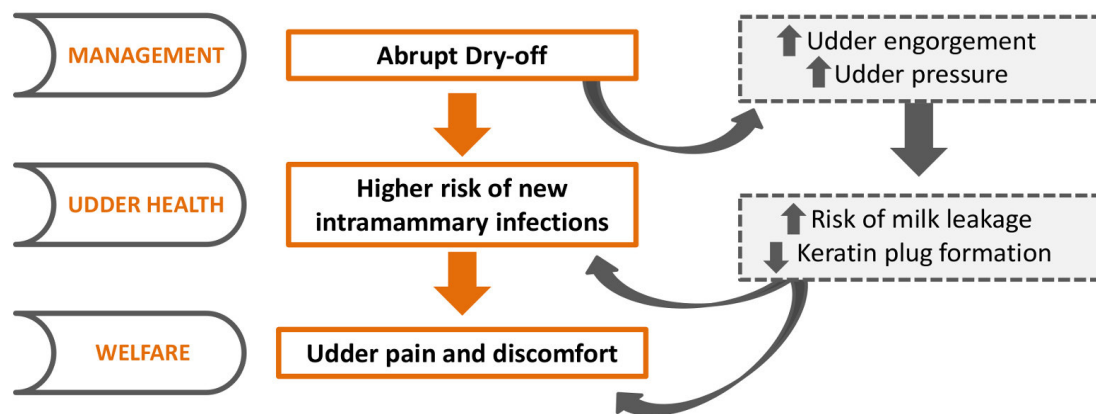 MANAGEMENT
Abrupt Dry-off
Udder engorgement
Udder pressure
UDDER HEALTH
Higher risk of new
intramammary infections
Risk of milk leakage
Keratin plug formation
WELFARE
Udder pain and discomfort